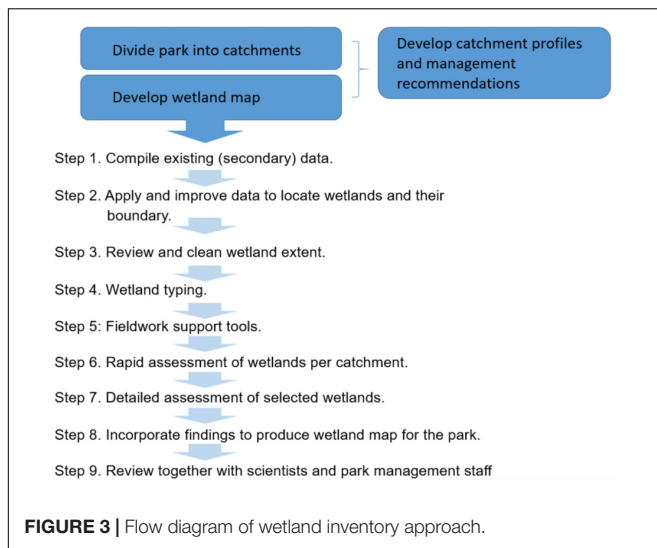 Divide park into catchments
Develop wetland map
Develop catchment profiles
and management
recommendations
Step 1. Compile existing (secondary) data.
Step 2. Apply and improve data to locate wetlands and their
boundary.
Step 3. Review and clean wetland extent.
Step 4. Wetland typing.
Step 5: Fieldwork support tools.
Step 6. Rapid assessment of wetlands per catchment.
Step 7. Detailed assessment of selected wetlands.
Step 8. Incorporate findings to produce wetland map for the park.
Step 9. Review together with scientists and park management staff
FIGURE 3 | Flow diagram of wetland inventory approach.